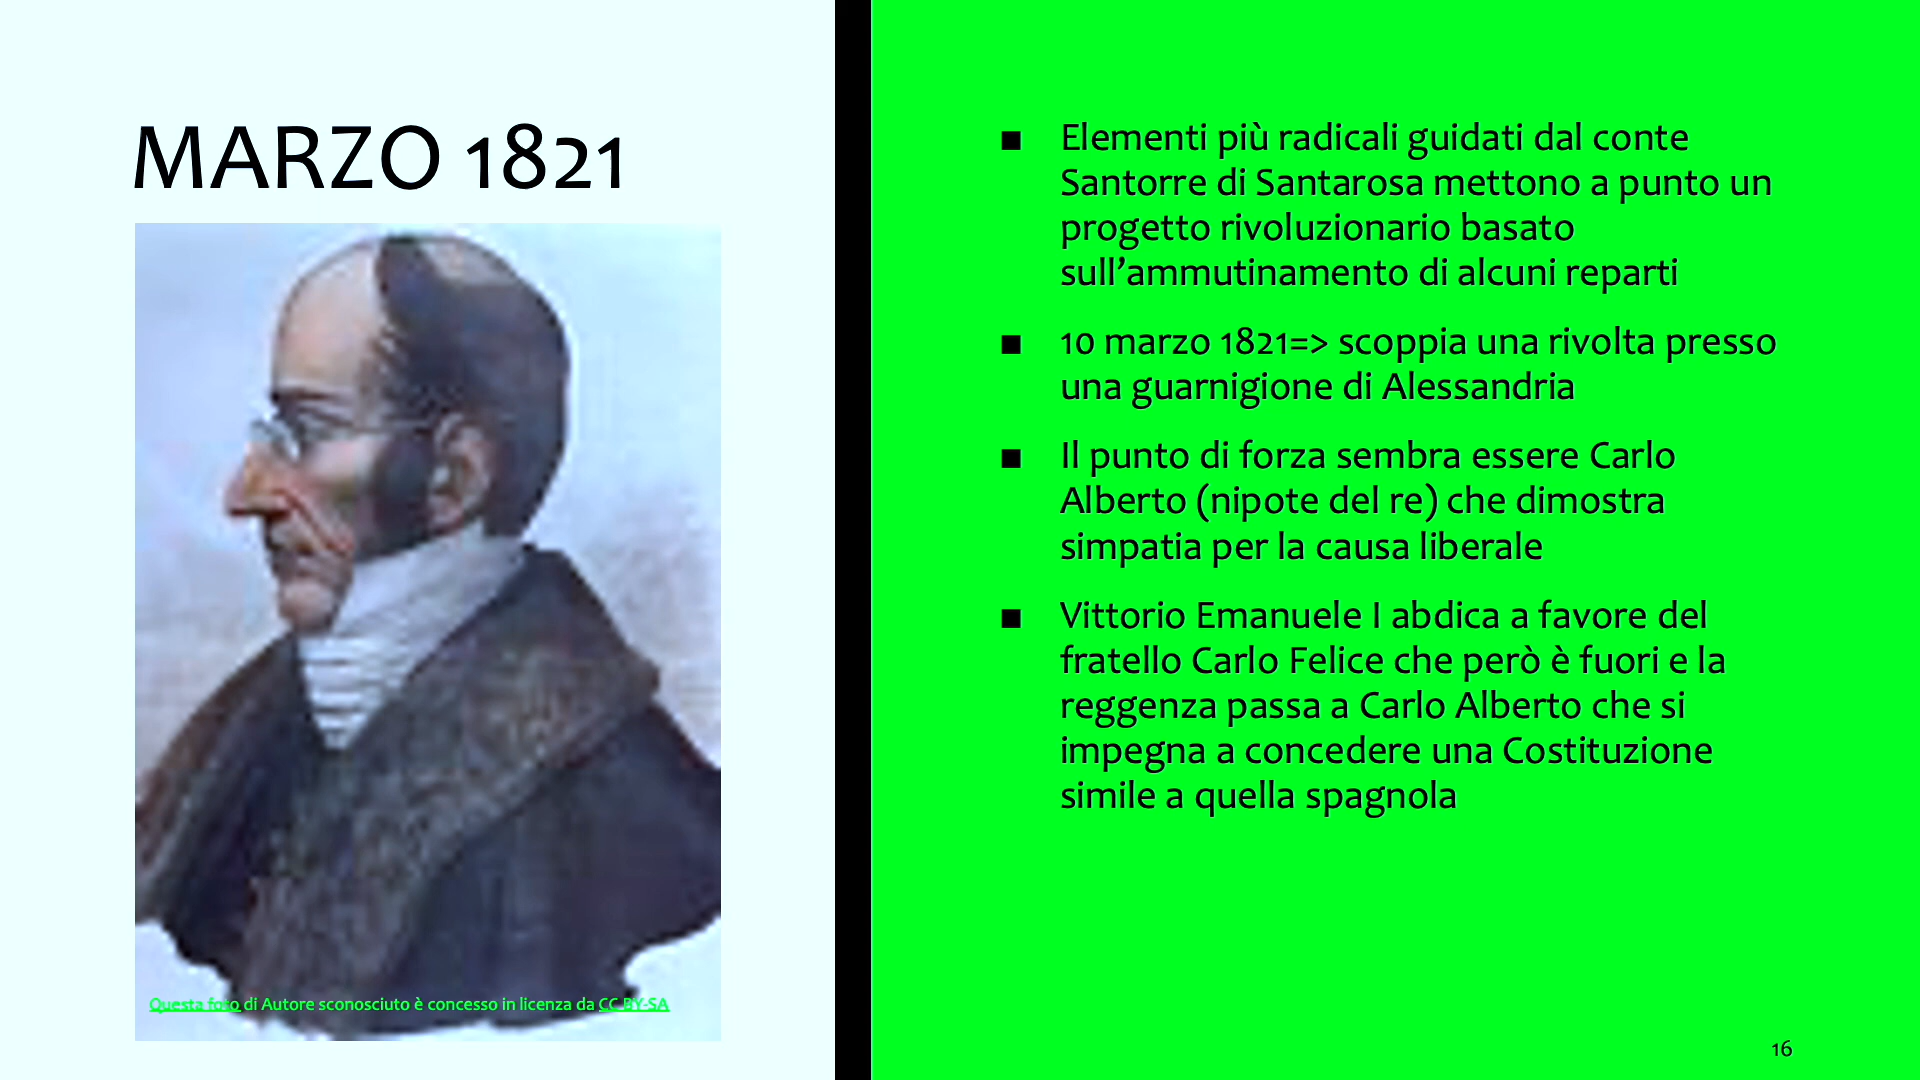 MARZO 1821
Questa foto di Autore sconosciuto è concesso in licenza da CC BY-SA
■ Elementi più radicali guidati dal conte
Santorre di Santarosa mettono a punto un
progetto rivoluzionario basato
sull’ammutinamento di alcuni reparti
■ 10 marzo 1821=> scoppia una rivolta presso
una guarnigione di Alessandria
■ Il punto di forza sembra essere Carlo
Alberto (nipote del re) che dimostra
simpatia per la causa liberale
■ Vittorio Emanuele I abdica a favore del
fratello Carlo Felice che però è fuori e la
reggenza passa a Carlo Alberto che si
impegna a concedere una Costituzione
simile a quella spagnola
16